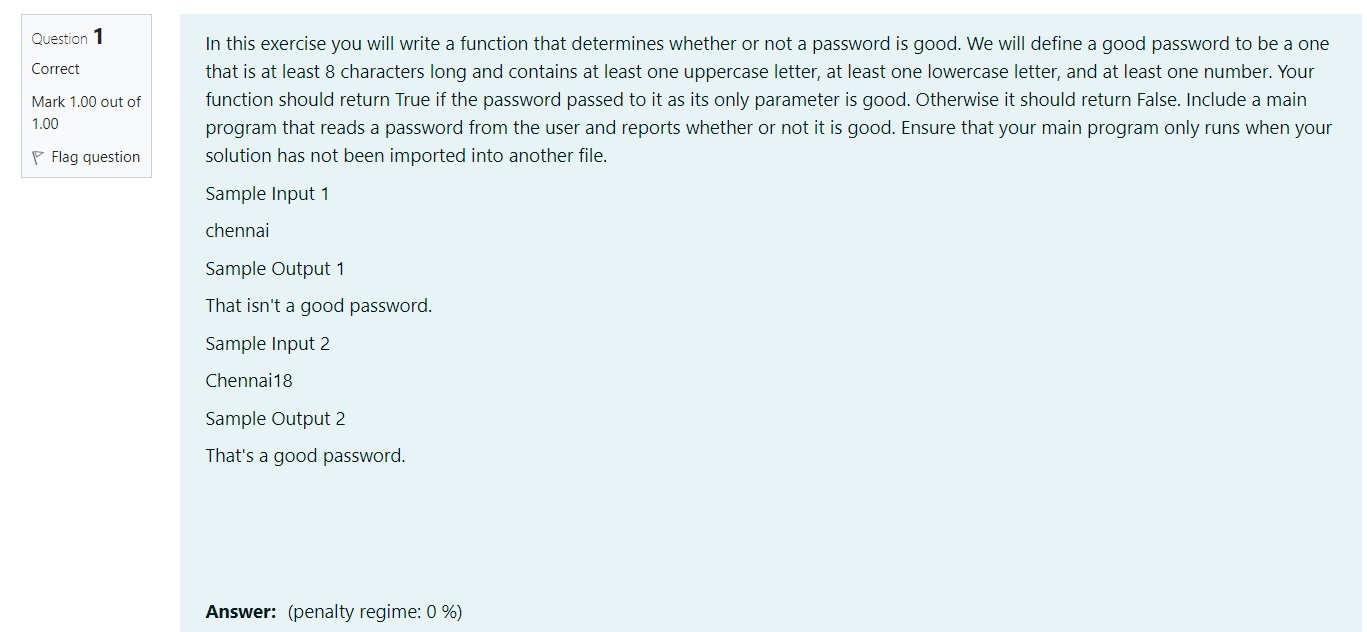 Question 1
Correct
Mark 1.00 out of
1.00
Flag question
In this exercise you will write a function that determines whether or not a password is good. We will define a good password to be a one
that is at least 8 characters long and contains at least one uppercase letter, at least one lowercase letter, and at least one number. Your
function should return True if the password passed to it as its only parameter is good. Otherwise it should return False. Include a main
program that reads a password from the user and reports whether or not it is good. Ensure that your main program only runs when your
solution has not been imported into another file.
Sample Input 1
chennai
Sample Output 1
That isn't a good password.
Sample Input 2
Chennai18
Sample Output 2
That's a good password.
Answer: (penalty regime: 0 %)